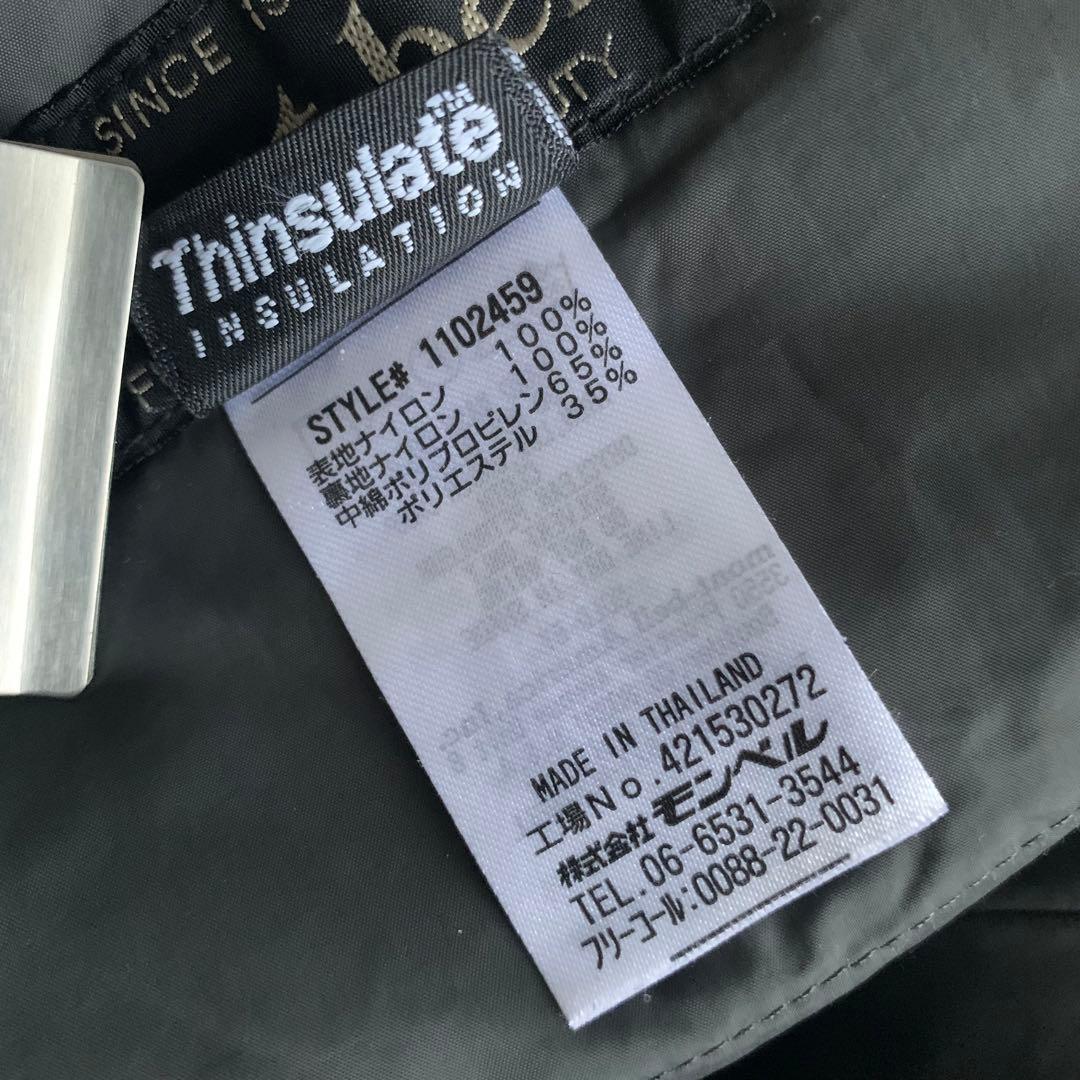 SINCE
Thinsulate™
INSULATION
STYLE# 1102459
表地ナイロン 100%
裏地ナイロン 100%
中綿ポリプロピレン65%
ポリエステル 35%
MADE IN THAILAND
工場No.421530272
株式会社モンベル
TEL.06-6531-3544
フリーコール:0088-22-0031